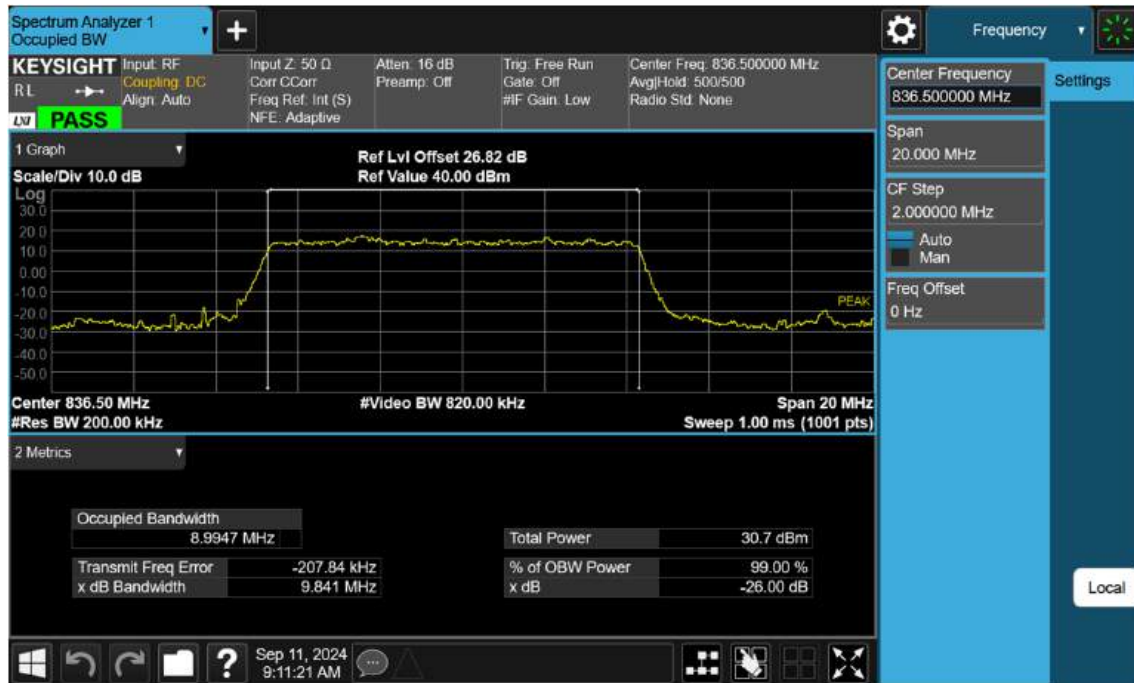 Spectrum Analyzer 1
Occupied BW
+
Frequency
KEYSIGHT
R L
LXI PASS
Input: RF
Coupling: DC
Align: Auto
Input Z: 50 Ω
Corr CCorr
Freq Ref: Int (S)
NFE: Adaptive
Atten: 16 dB
Preamp: Off
Trig: Free Run
Gate: Off
#IF Gain: Low
Center Freq: 836.500000 MHz
Avg|Hold: 500/500
Radio Std: None
Center Frequency
836.500000 MHz
Settings
Span
20.000 MHz
CF Step
2.000000 MHz
Auto
Man
Freq Offset
0 Hz
Local
1 Graph
Scale/Div 10.0 dB
Ref Lvl Offset 26.82 dB
Ref Value 40.00 dBm
Log
30.0
20.0
10.0
0.00
-10.0
-20.0
-30.0
-40.0
-50.0
PEAK
Center 836.50 MHz
#Video BW 820.00 kHz
Span 20 MHz
#Res BW 200.00 kHz
Sweep 1.00 ms (1001 pts)
2 Metrics
Occupied Bandwidth
8.9947 MHz
Total Power 30.7 dBm
Transmit Freq Error -207.84 kHz
% of OBW Power 99.00 %
x dB Bandwidth 9.841 MHz
x dB -26.00 dB
?
Sep 11, 2024
9:11:21 AM